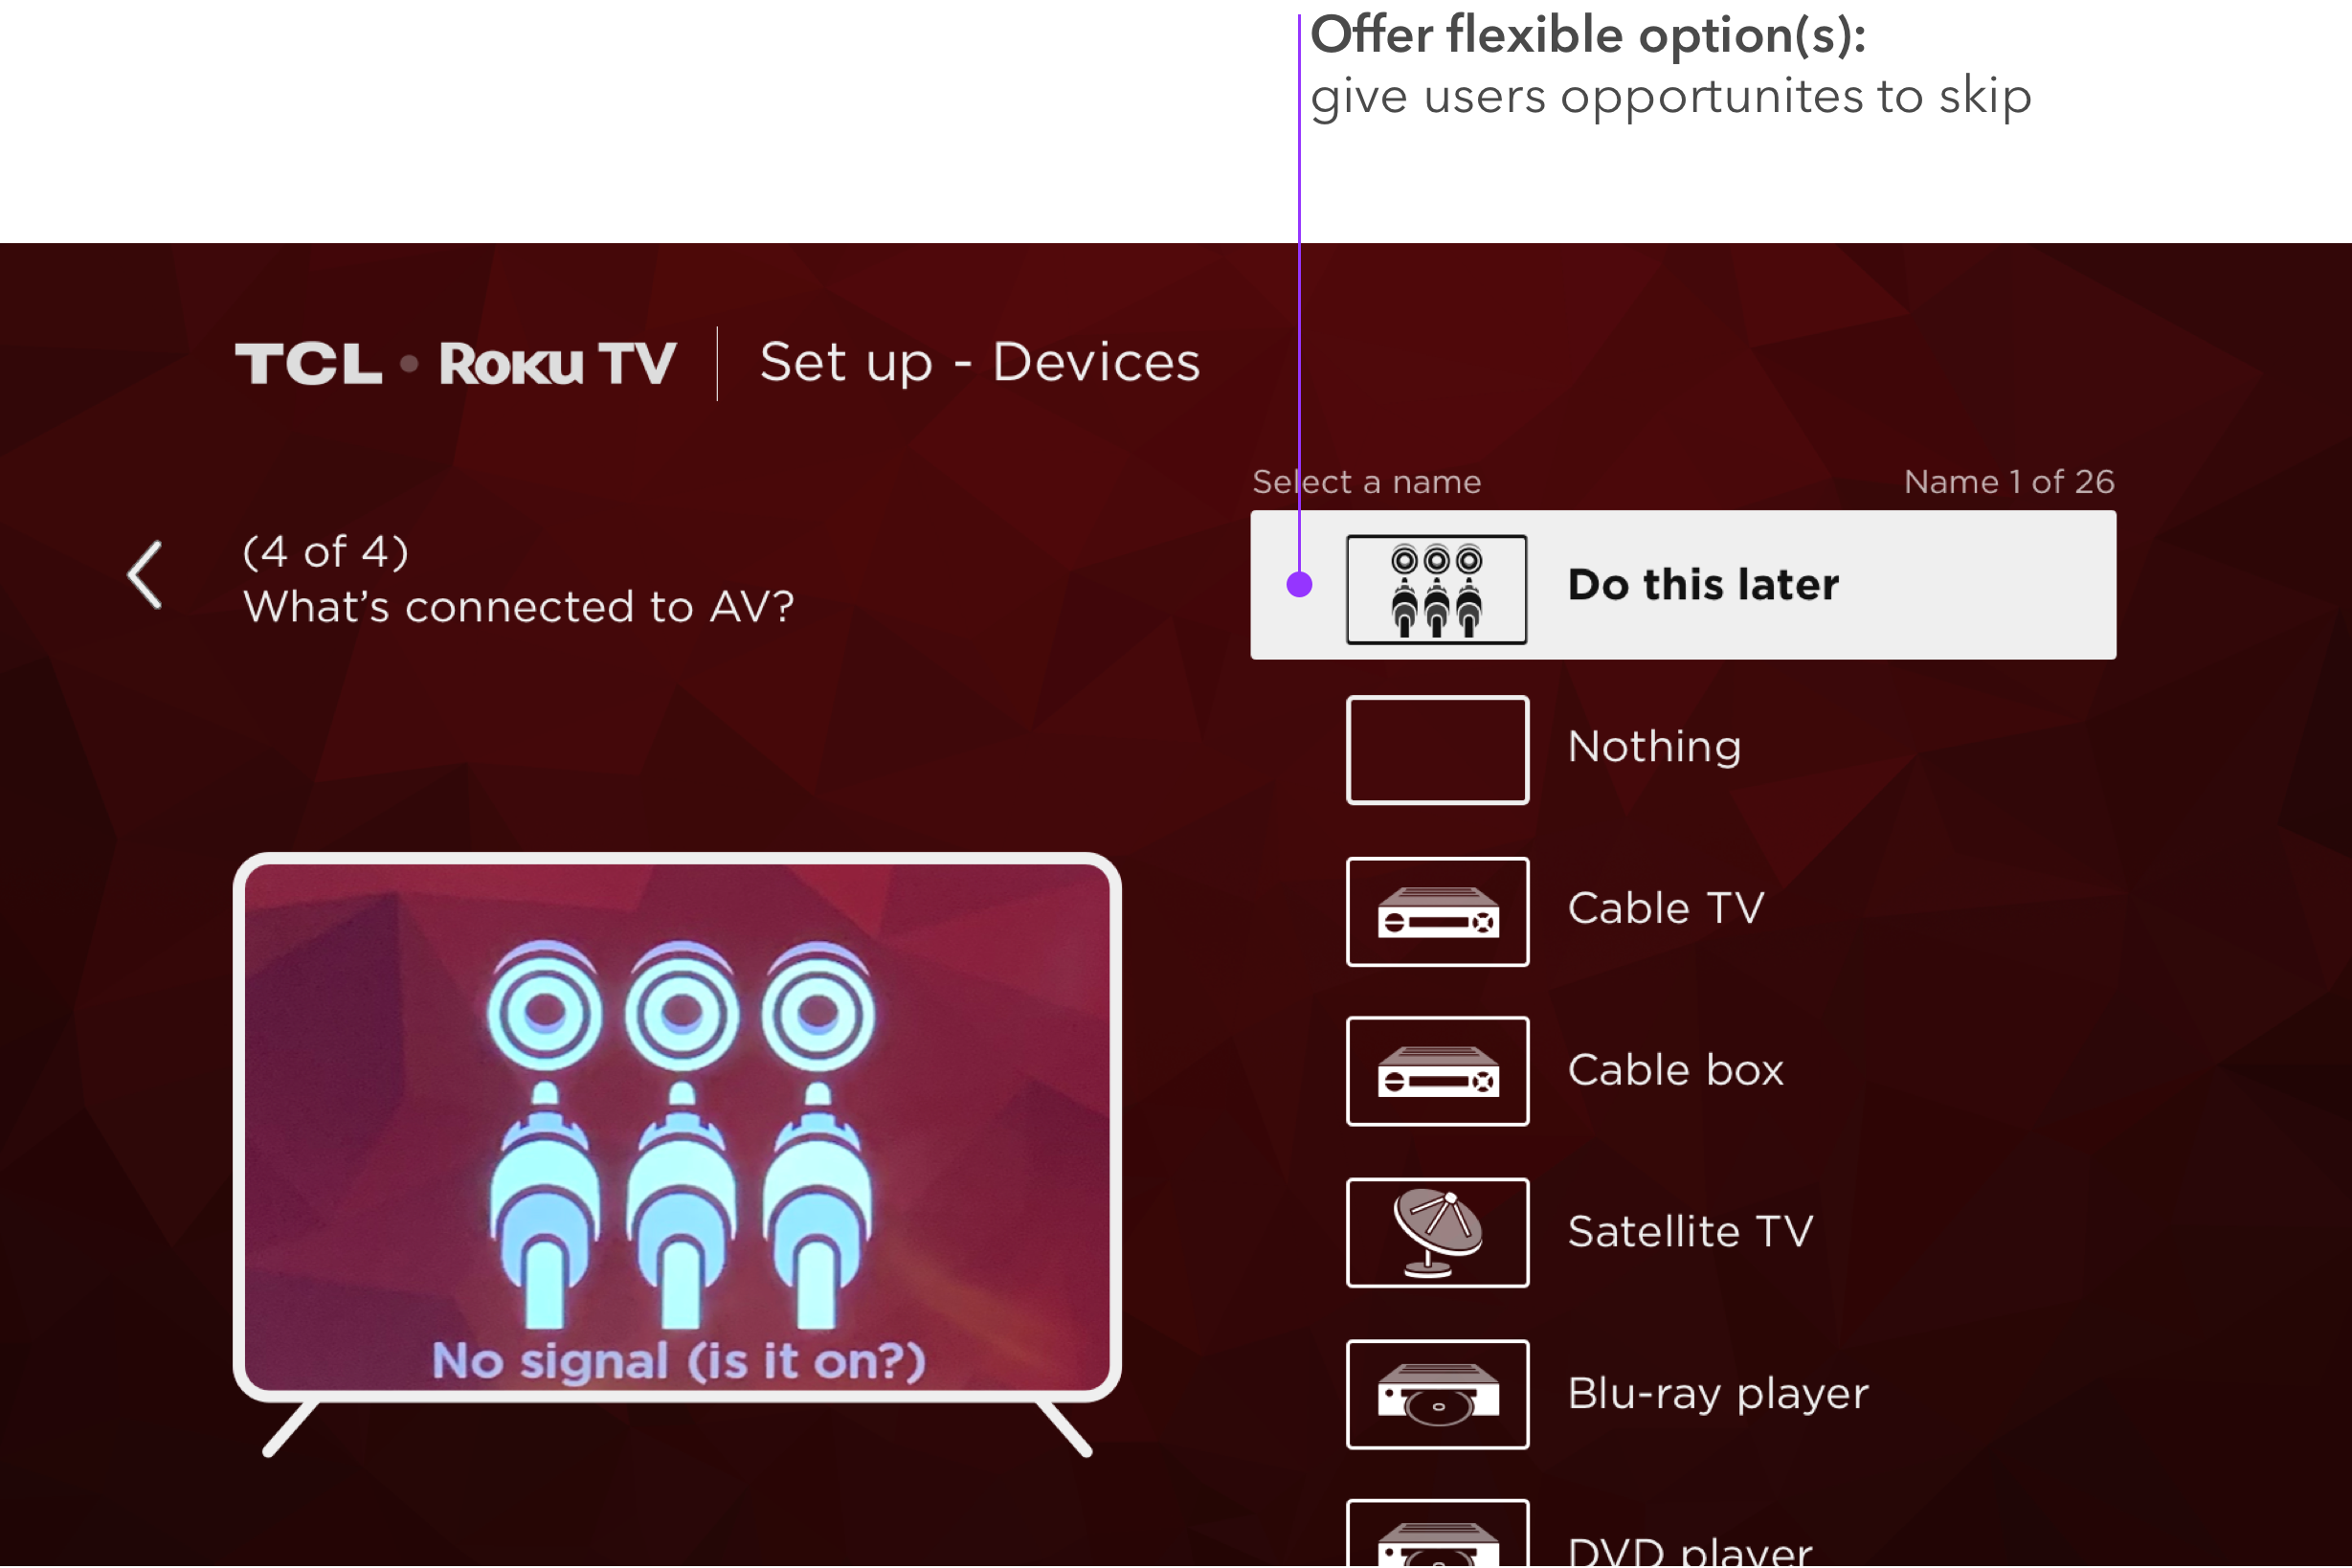 Offer flexible option(s):
give users opportunites to skip
TCL • Roku TV | Set up - Devices
Select a name
Name 1 of 26
(4 of 4)
What’s connected to AV?
Do this later
Nothing
Cable TV
Cable box
Satellite TV
Blu-ray player
DVD player
No signal (is it on?)